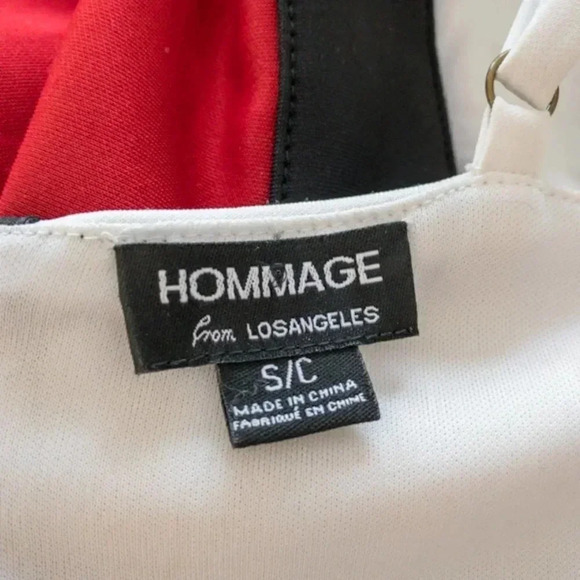 HOMMAGE
from LOSANGELES
S/C
MADE IN CHINA
FABRIQUÉ EN CHINE